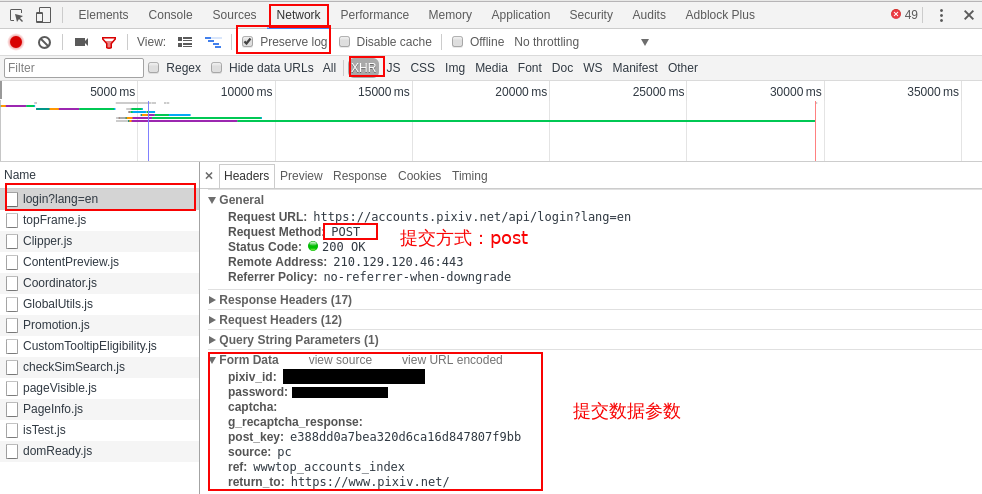 Elements Console Sources Network Performance Memory Application Security Audits Adblock Plus 49
View: Preserve log Disable cache Offline No throttling
Filter Regex Hide data URLs All XHR JS CSS Img Media Font Doc WS Manifest Other
5000 ms 10000 ms 15000 ms 20000 ms 25000 ms 30000 ms 35000 ms
Name
login?lang=en
topFrame.js
Clipper.js
ContentPreview.js
Coordinator.js
GlobalUtils.js
Promotion.js
CustomTooltipEligibility.js
checkSimSearch.js
pageVisible.js
PageInfo.js
isTest.js
domReady.js
Headers Preview Response Cookies Timing
General
Request URL: https://accounts.pixiv.net/api/login?lang=en
Request Method: POST
提交方式：post
Status Code: 200 OK
Remote Address: 210.129.120.46:443
Referrer Policy: no-referrer-when-downgrade
Response Headers (17)
Request Headers (12)
Query String Parameters (1)
Form Data view source view URL encoded
pixiv_id:
password:
captcha:
g_recaptcha_response:
post_key: e388dd0a7bea320d6ca16d847807f9bb
source: pc
ref: wwwtop_accounts_index
return_to: https://www.pixiv.net/
提交数据参数